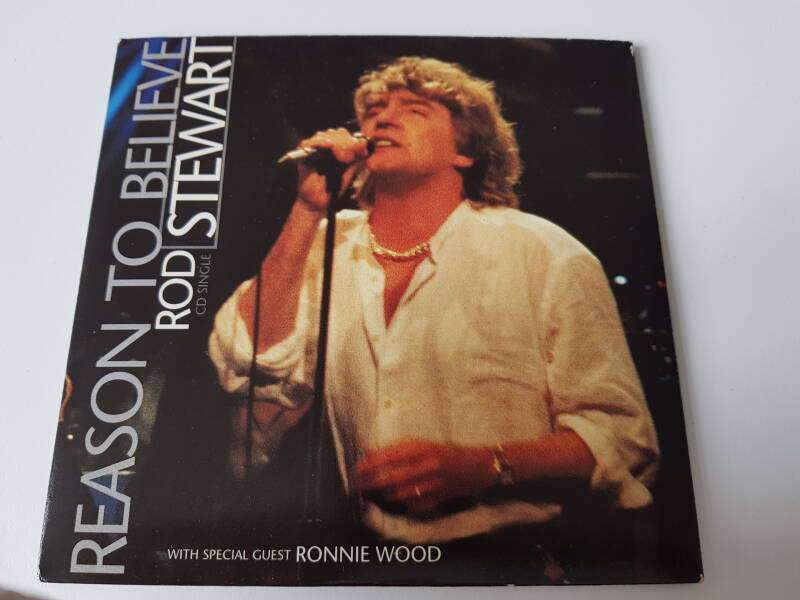 REASON TO BELIEVE
ROD STEWART
CD SINGLE
WITH SPECIAL GUEST RONNIE WOOD